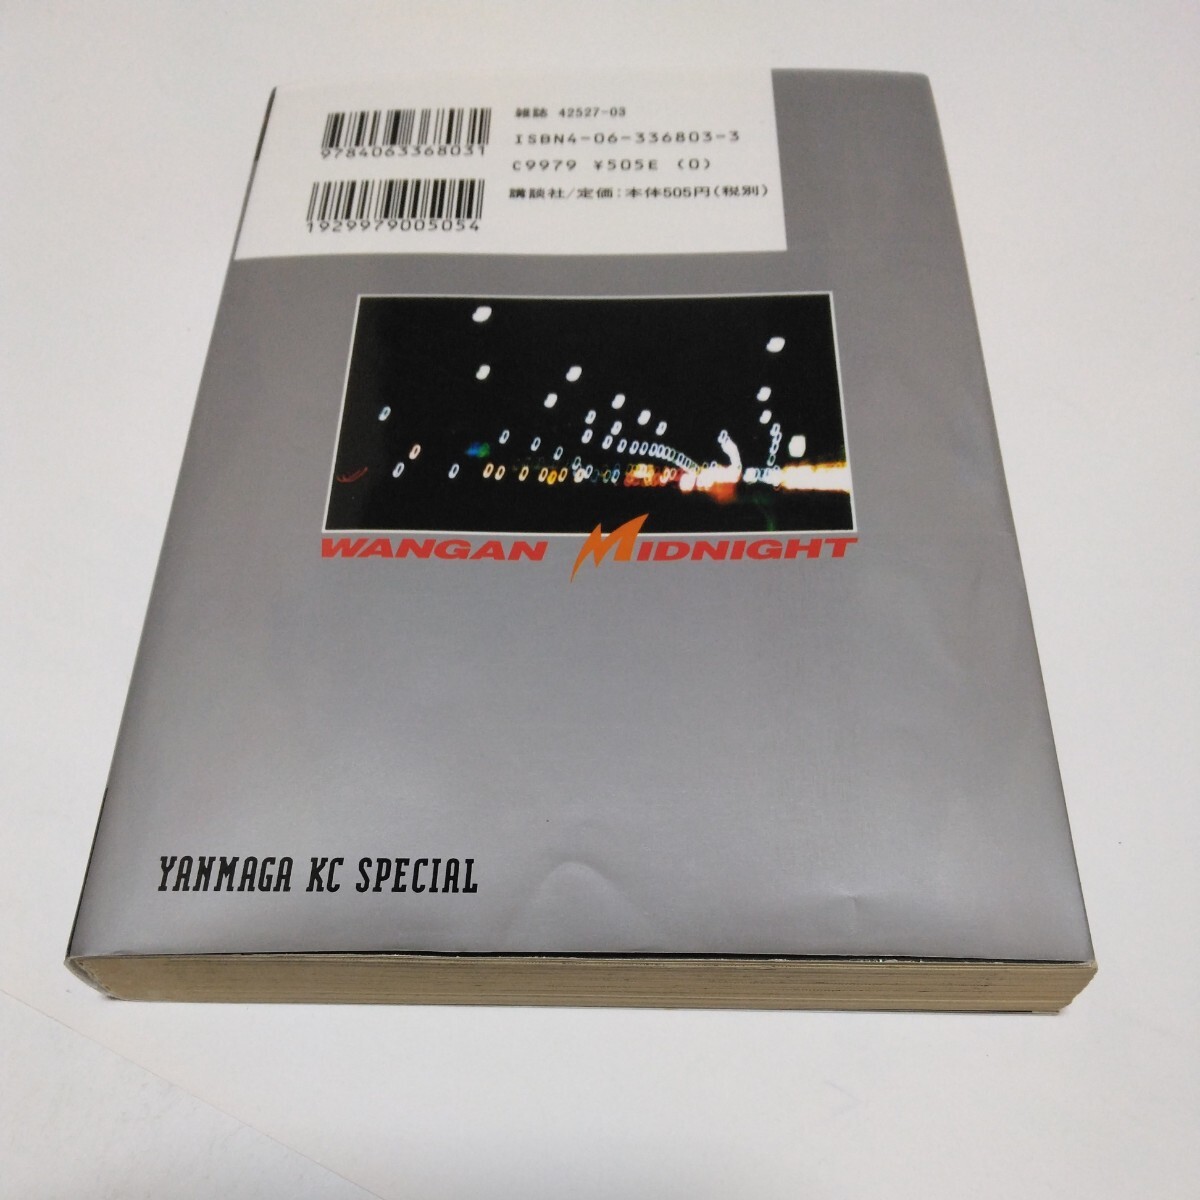 雑誌 42527-03
ISBN4-06-336803-3
C9979 ¥505E (0)
講談社/定価:本体505円(税別)
9784063368031
1929979005054
WANGAN MIDNIGHT
YANMAGA KC SPECIAL